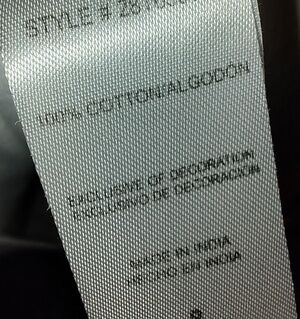 STYLE #
100% COTTON/ALGODÓN
EXCLUSIVE OF DECORATION
EXCLUSIVO DE DECORACIÓN
MADE IN INDIA
HECHO EN INDIA